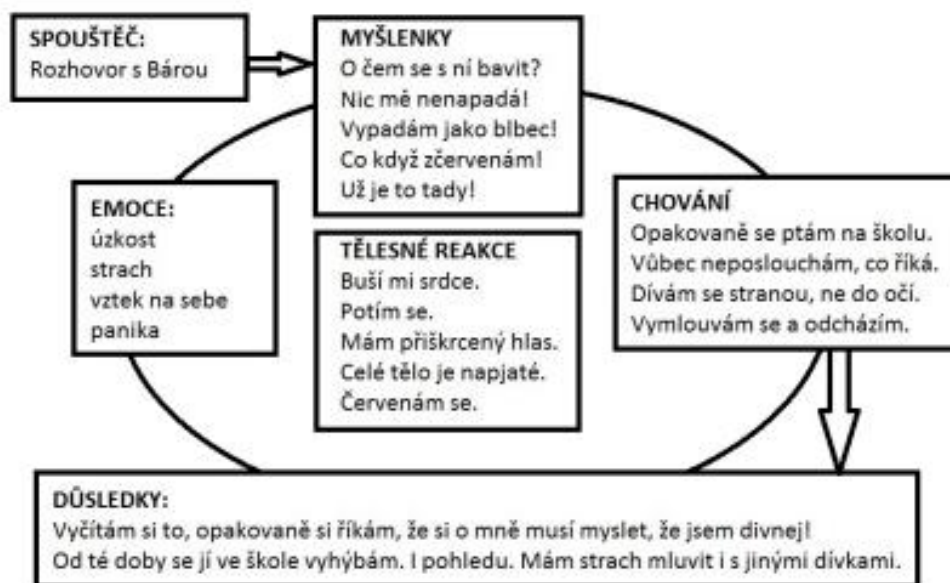 SPOUŠTĚČ:
Rozhovor s Bárou
MYŠLENKY
O čem se s ní bavit?
Nic mě nenapadá!
Vypadám jako blbec!
Co když zčervenám!
Už je to tady!
EMOCE:
úzkost
strach
vztek na sebe
panika
TĚLESNÉ REAKCE
Buší mi srdce.
Potím se.
Mám přiškrcený hlas.
Celé tělo je napjaté.
Červenám se.
CHOVÁNÍ
Opakovaně se ptám na školu.
Vůbec neposlouchám, co říká.
Dívám se stranou, ne do očí.
Vymlouvám se a odcházím.
DŮSLEDKY:
Vyčítám si to, opakovaně si říkám, že si o mně musí myslet, že jsem divnej!
Od té doby se jí ve škole vyhýbám. I pohledu. Mám strach mluvit i s jinými dívkami.